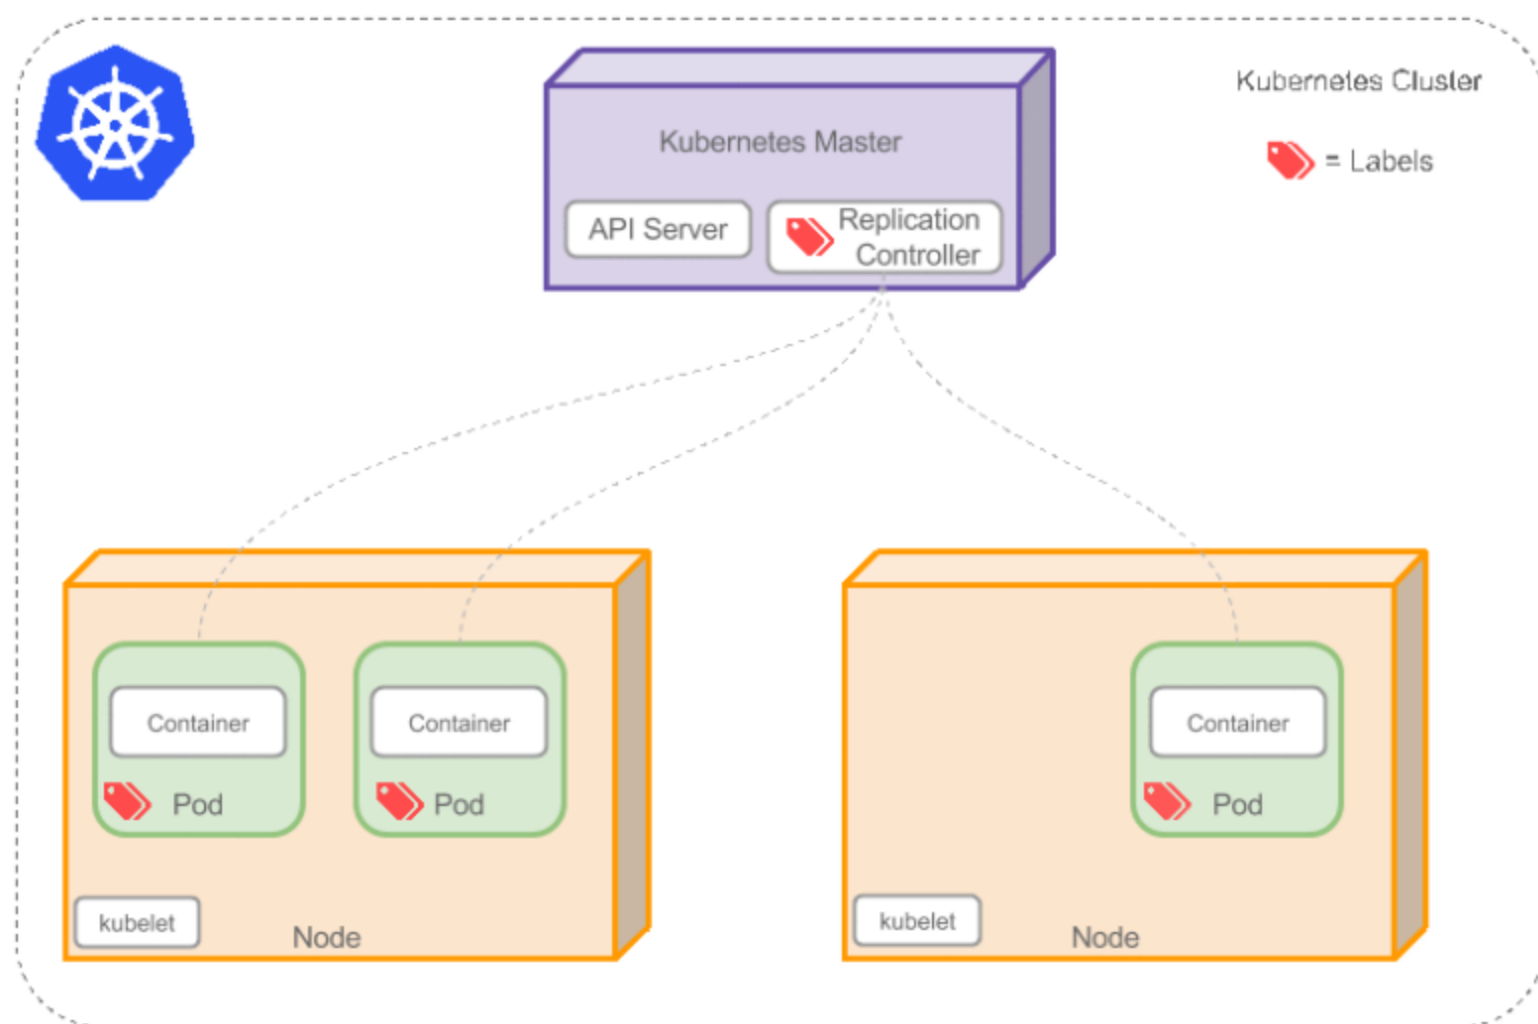 Kubernetes Cluster
= Labels
Kubernetes Master
API Server
Replication
Controller
Container
Pod
Container
Pod
kubelet
Node
Container
Pod
kubelet
Node